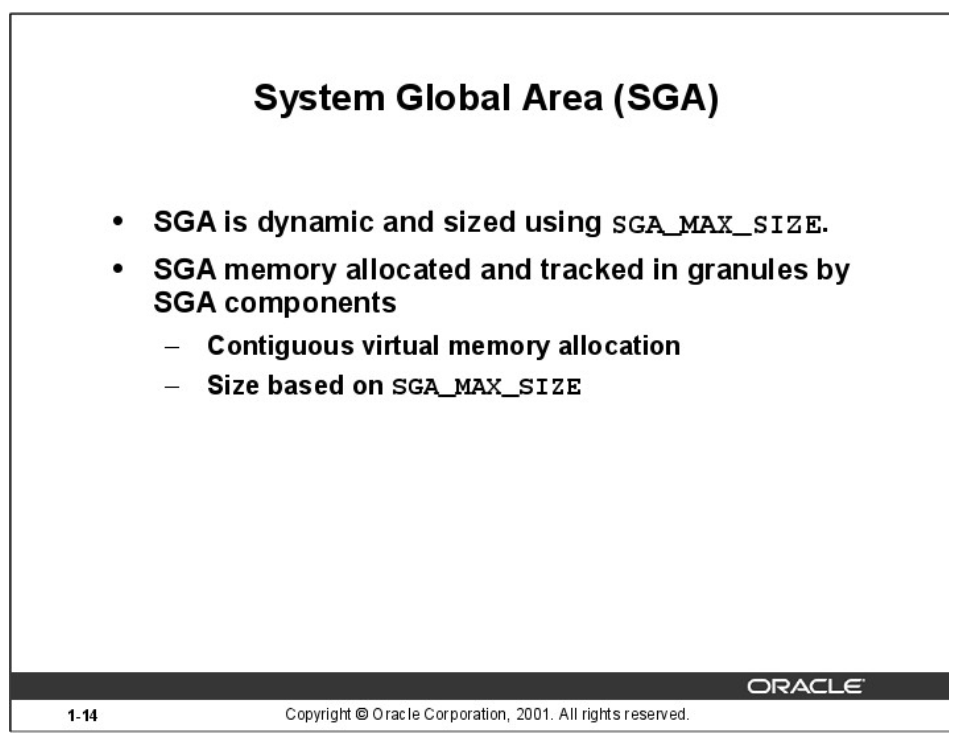 System Global Area (SGA)
• SGA is dynamic and sized using SGA_MAX_SIZE.
• SGA memory allocated and tracked in granules by
SGA components
– Contiguous virtual memory allocation
– Size based on SGA_MAX_SIZE
ORACLE
1-14 Copyright © Oracle Corporation, 2001. All rights reserved.